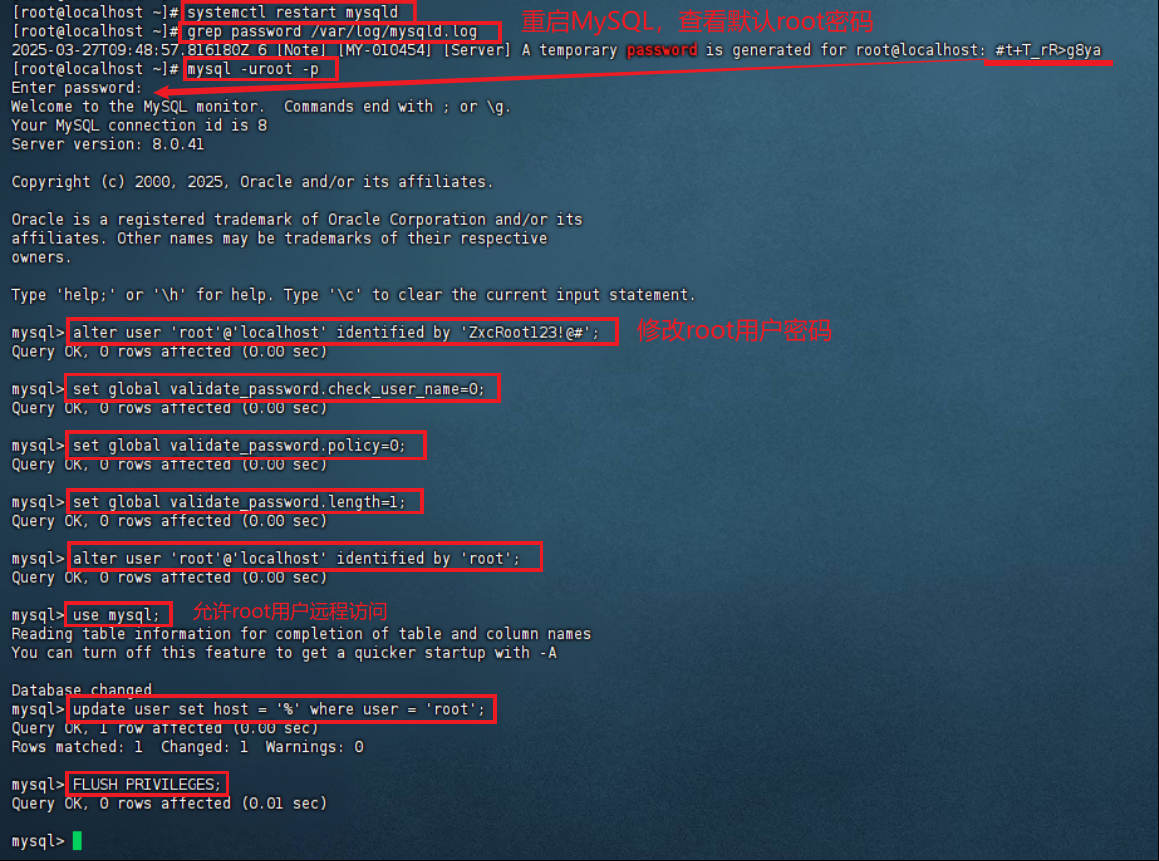 [root@localhost ~]# systemctl restart mysqld
重启MySQL，查看默认root密码
[root@localhost ~]# grep password /var/log/mysqld.log
2025-03-27T09:48:57.816180Z 6 [Note] [MY-010454] [Server] A temporary password is generated for root@localhost: #t+T_rR>g8ya
[root@localhost ~]# mysql -uroot -p
Enter password:
Welcome to the MySQL monitor.  Commands end with ; or \g.
Your MySQL connection id is 8
Server version: 8.0.41
Copyright (c) 2000, 2025, Oracle and/or its affiliates.
Oracle is a registered trademark of Oracle Corporation and/or its
affiliates. Other names may be trademarks of their respective
owners.
Type 'help;' or '\h' for help. Type '\c' to clear the current input statement.
mysql> alter user 'root'@'localhost' identified by 'ZxcRoot123!@#';
修改root用户密码
Query OK, 0 rows affected (0.00 sec)
mysql> set global validate_password.check_user_name=0;
Query OK, 0 rows affected (0.00 sec)
mysql> set global validate_password.policy=0;
Query OK, 0 rows affected (0.00 sec)
mysql> set global validate_password.length=1;
Query OK, 0 rows affected (0.00 sec)
mysql> alter user 'root'@'localhost' identified by 'root';
Query OK, 0 rows affected (0.00 sec)
mysql> use mysql;
允许root用户远程访问
Reading table information for completion of table and column names
You can turn off this feature to get a quicker startup with -A
Database changed
mysql> update user set host = '%' where user = 'root';
Query OK, 1 row affected (0.00 sec)
Rows matched: 1  Changed: 1  Warnings: 0
mysql> FLUSH PRIVILEGES;
Query OK, 0 rows affected (0.01 sec)
mysql>